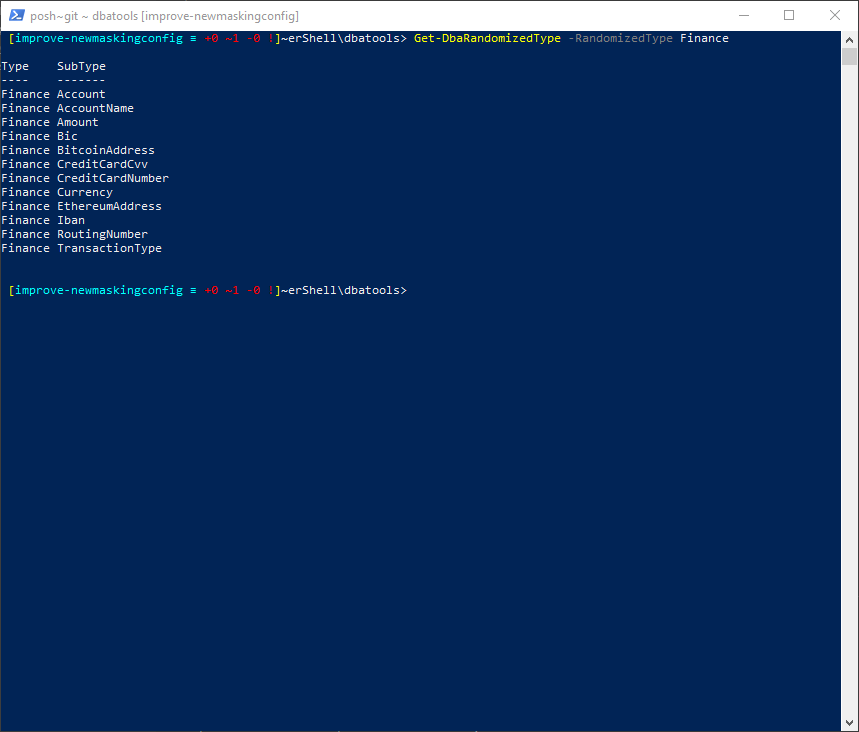 posh~git ~ dbatools [improve-newmaskingconfig]
[improve-newmaskingconfig ≡ +0 ~1 -0 !]~erShell\dbatools> Get-DbaRandomizedType -RandomizedType Finance
Type    SubType
----    -------
Finance Account
Finance AccountName
Finance Amount
Finance Bic
Finance BitcoinAddress
Finance CreditCardCvv
Finance CreditCardNumber
Finance Currency
Finance EthereumAddress
Finance Iban
Finance RoutingNumber
Finance TransactionType
[improve-newmaskingconfig ≡ +0 ~1 -0 !]~erShell\dbatools>